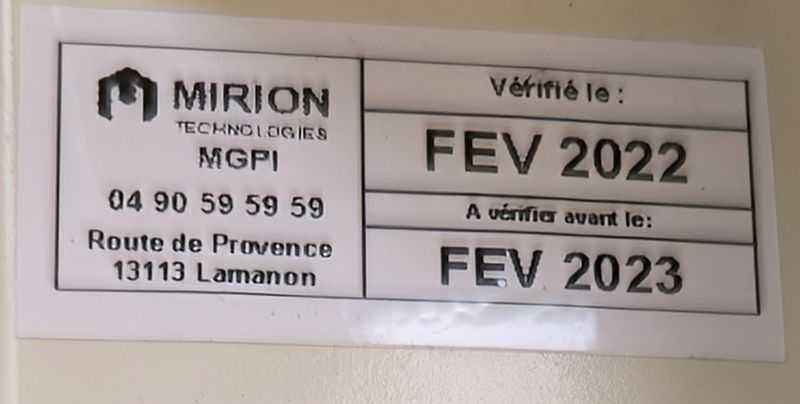 MIRION
TECHNOLOGIES
MGPI
04 90 59 59 59
Route de Provence
13113 Lamanon
Vérifié le :
FEV 2022
A vérifier avant le:
FEV 2023